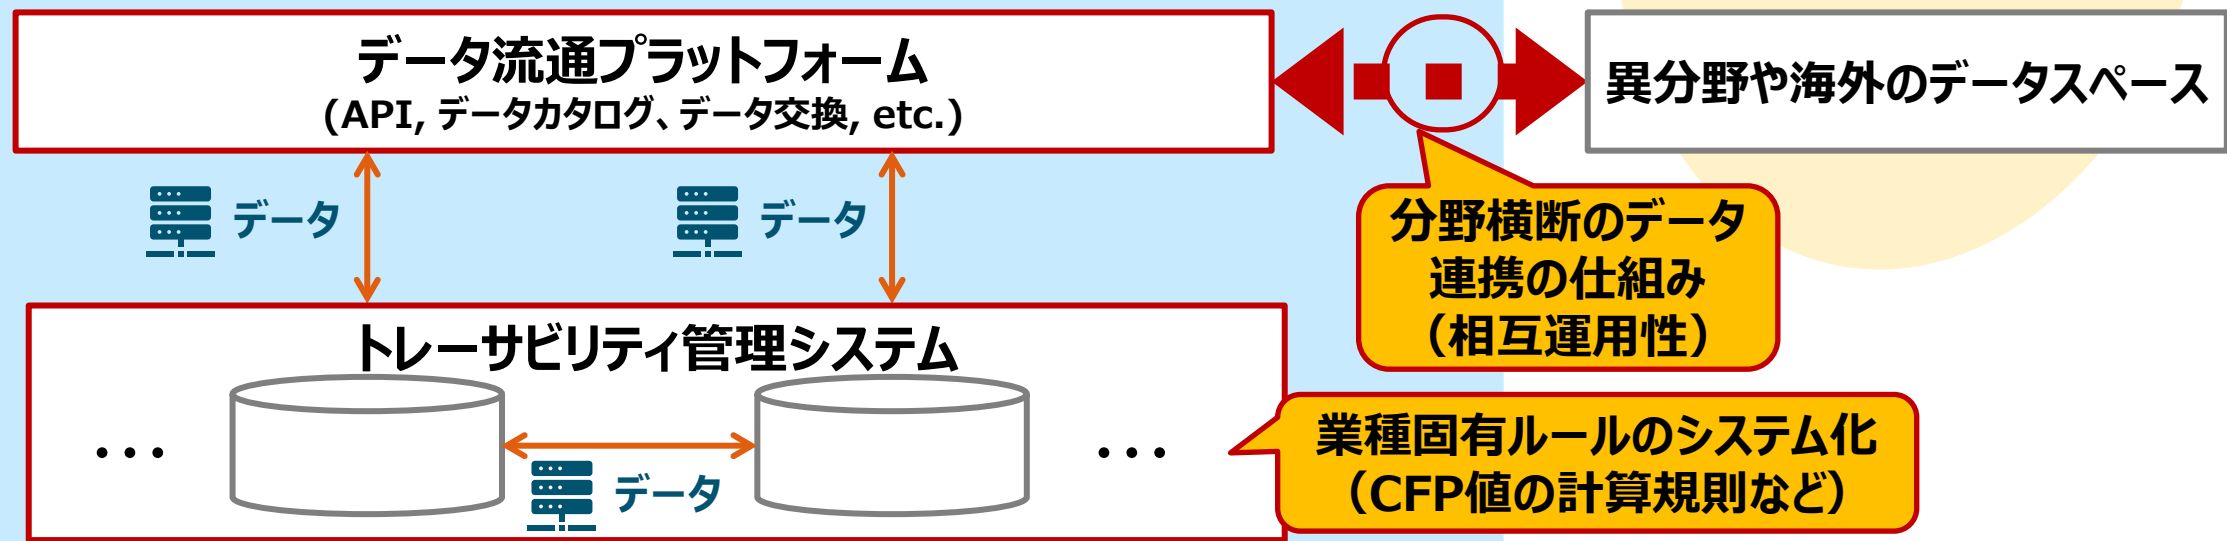 データ流通プラットフォーム
(API, データカタログ、データ交換, etc.)
異分野や海外のデータスペース
データ
データ
分野横断のデータ
連携の仕組み
（相互運用性）
トレーサビリティ管理システム
・・・
・・・
データ
業種固有ルールのシステム化
（CFP値の計算規則など）